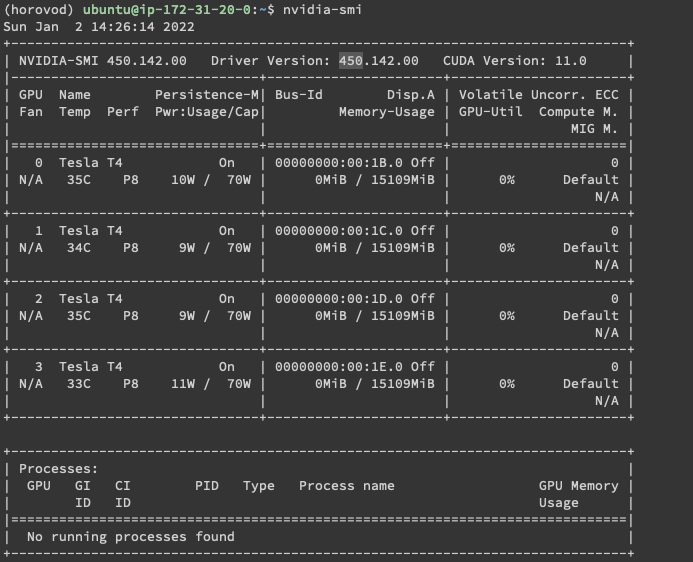 (horovod) ubuntu@ip-172-31-20-0:~$ nvidia-smi
Sun Jan  2 14:26:14 2022
+-----------------------------------------------------------------------------+
| NVIDIA-SMI 450.142.00   Driver Version: 450.142.00   CUDA Version: 11.0     |
|-------------------------------+----------------------+----------------------+
| GPU  Name        Persistence-M| Bus-Id        Disp.A | Volatile Uncorr. ECC |
| Fan  Temp  Perf  Pwr:Usage/Cap|         Memory-Usage | GPU-Util  Compute M. |
|                               |                      |               MIG M. |
|===============================+======================+======================|
|   0  Tesla T4            On   | 00000000:00:1B.0 Off |                    0 |
| N/A   35C    P8    10W /  70W |      0MiB / 15109MiB |      0%      Default |
|                               |                      |                  N/A |
+-------------------------------+----------------------+----------------------+
|   1  Tesla T4            On   | 00000000:00:1C.0 Off |                    0 |
| N/A   34C    P8     9W /  70W |      0MiB / 15109MiB |      0%      Default |
|                               |                      |                  N/A |
+-------------------------------+----------------------+----------------------+
|   2  Tesla T4            On   | 00000000:00:1D.0 Off |                    0 |
| N/A   35C    P8     9W /  70W |      0MiB / 15109MiB |      0%      Default |
|                               |                      |                  N/A |
+-------------------------------+----------------------+----------------------+
|   3  Tesla T4            On   | 00000000:00:1E.0 Off |                    0 |
| N/A   33C    P8    11W /  70W |      0MiB / 15109MiB |      0%      Default |
|                               |                      |                  N/A |
+-------------------------------+----------------------+----------------------+

+-----------------------------------------------------------------------------+
| Processes:                                                                  |
|  GPU   GI   CI        PID   Type   Process name                  GPU Memory |
|        ID   ID                                                   Usage      |
|=============================================================================|
|  No running processes found                                                 |
+-----------------------------------------------------------------------------+